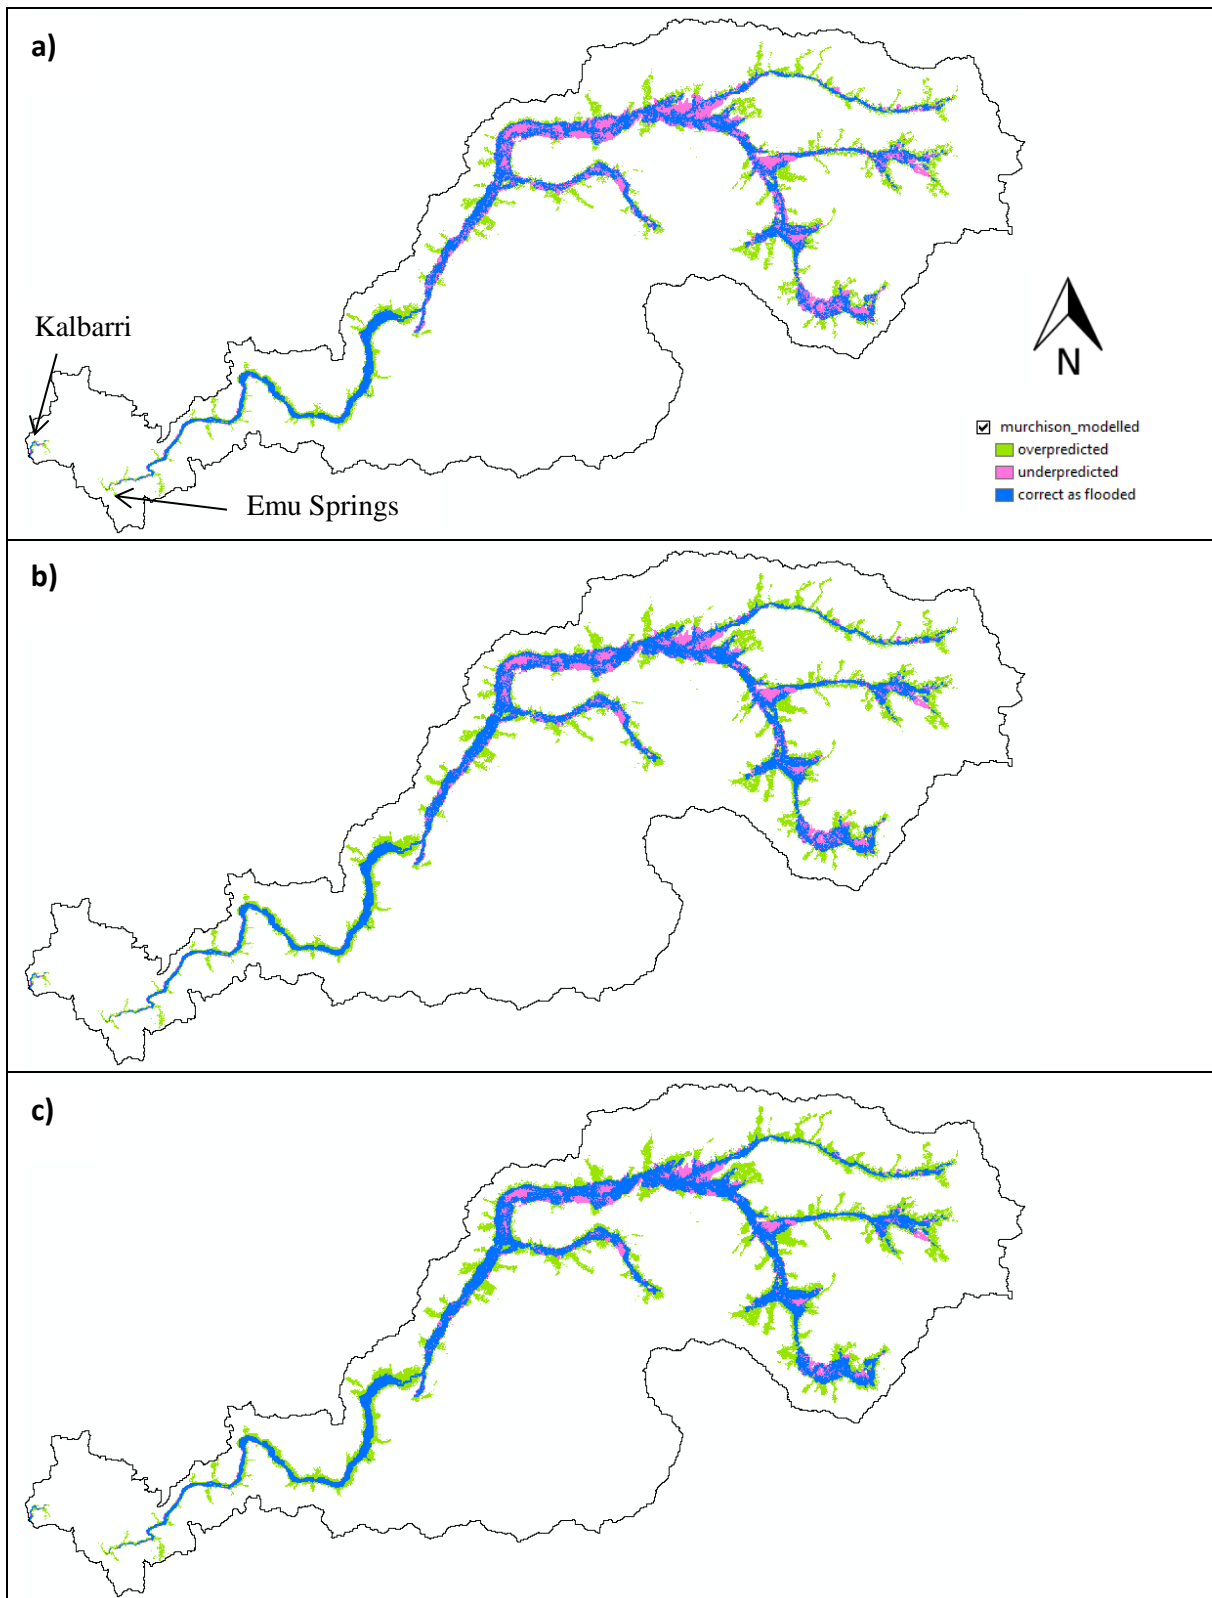 a)
Kalbarri
N
murchison_modelled
overpredicted
underpredicted
correct as flooded
Emu Springs
b)
c)